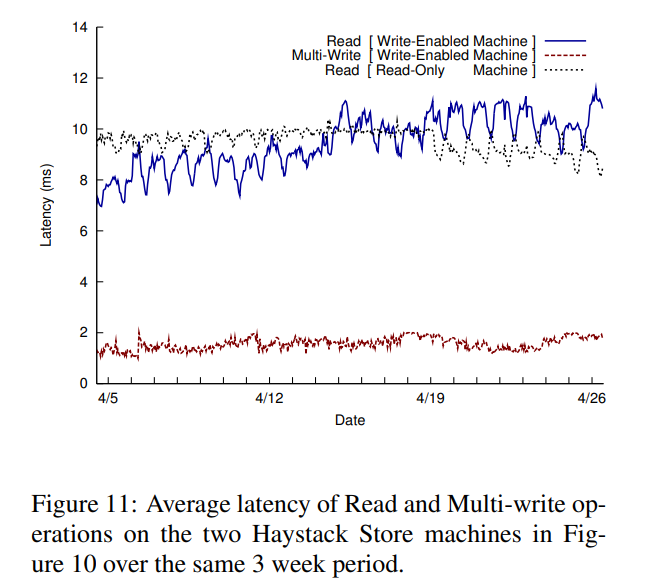 14
12
10
8
6
4
2
0
Latency (ms)
Read [ Write-Enabled Machine ]
Multi-Write [ Write-Enabled Machine ]
Read [ Read-Only Machine ]
4/5 4/12 4/19 4/26
Date
Figure 11: Average latency of Read and Multi-write op-
erations on the two Haystack Store machines in Fig-
ure 10 over the same 3 week period.